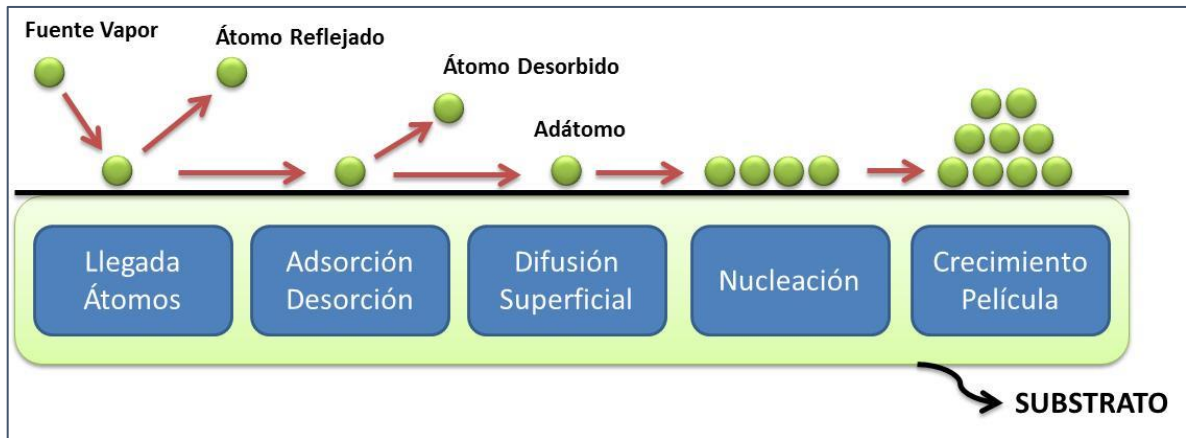 Fuente Vapor
Átomo Reflejado
Átomo Desorbido
Adátomo
Llegada
Átomos
Adsorción
Desorción
Difusión
Superficial
Nucleación
Crecimiento
Película
SUBSTRATO